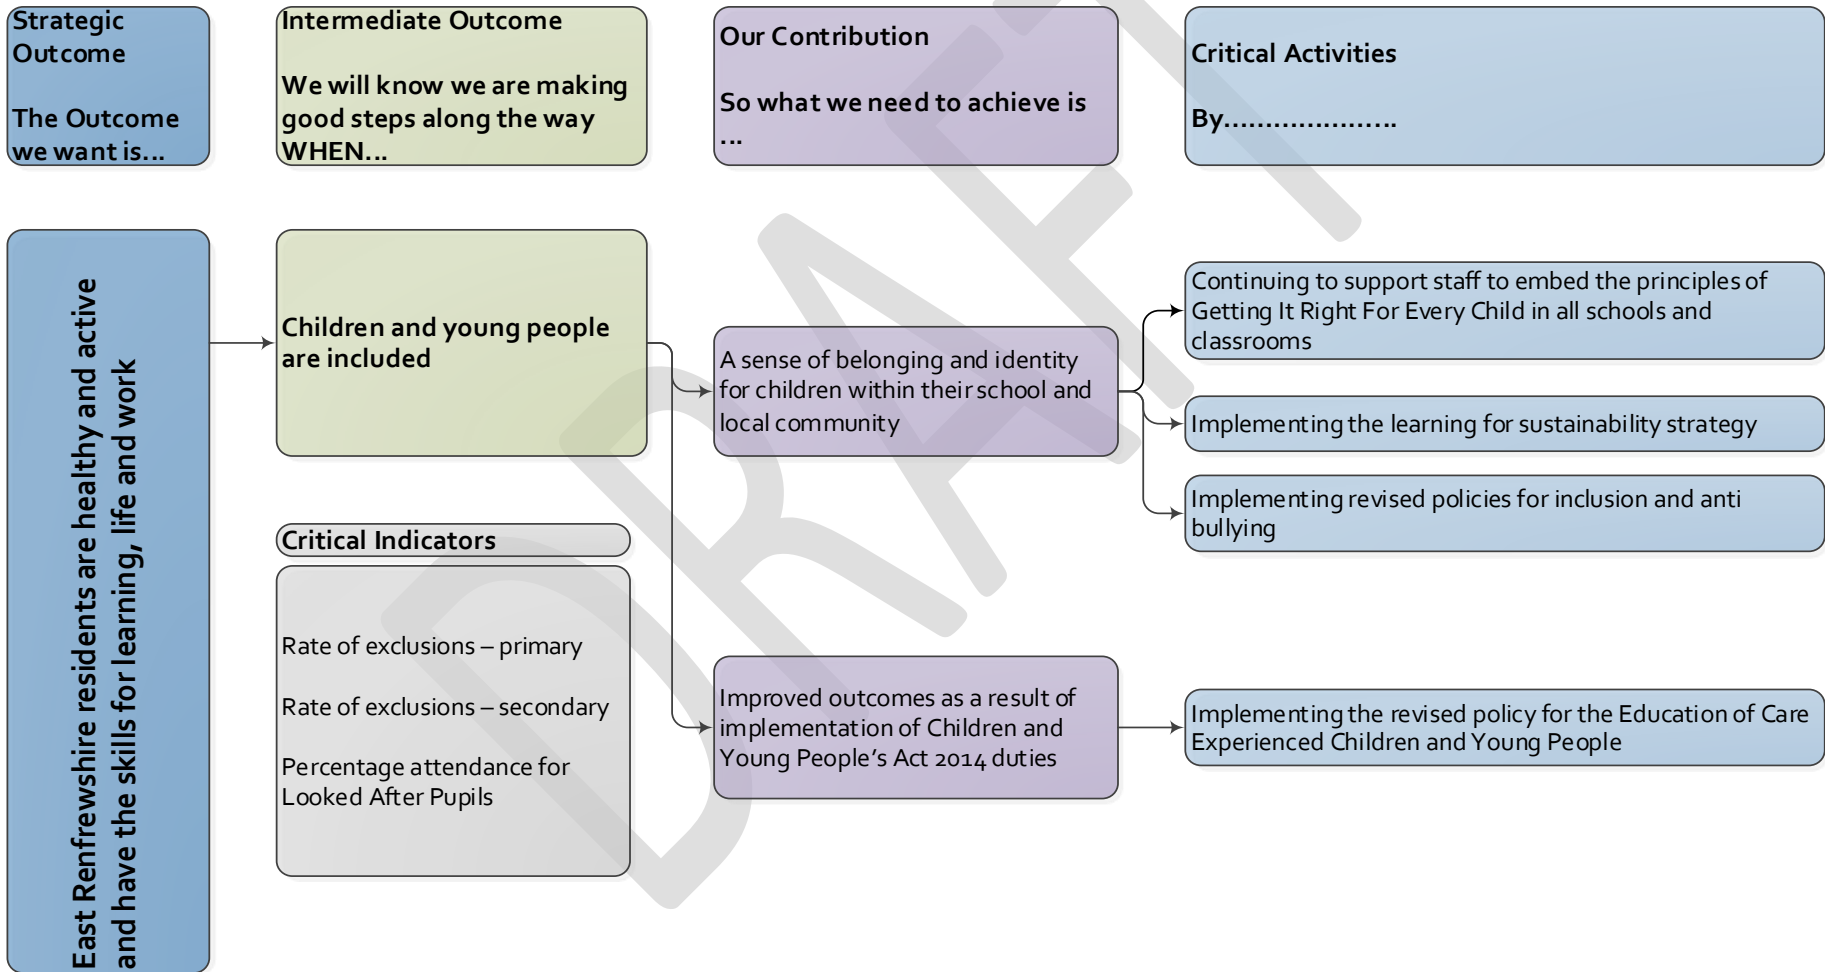 Strategic
Outcome
The Outcome
we want is...
Intermediate Outcome
We will know we are making
good steps along the way
WHEN...
Our Contribution
So what we need to achieve is
...
Critical Activities
By.....................
East Renfrewshire residents are healthy and active
and have the skills for learning, life and work
Children and young people
are included
Critical Indicators
Rate of exclusions – primary
Rate of exclusions – secondary
Percentage attendance for
Looked After Pupils
A sense of belonging and identity
for children within their school and
local community
Improved outcomes as a result of
implementation of Children and
Young People's Act 2014 duties
Continuing to support staff to embed the principles of
Getting It Right For Every Child in all schools and
classrooms
Implementing the learning for sustainability strategy
Implementing revised policies for inclusion and anti
bullying
Implementing the revised policy for the Education of Care
Experienced Children and Young People
DRAFT